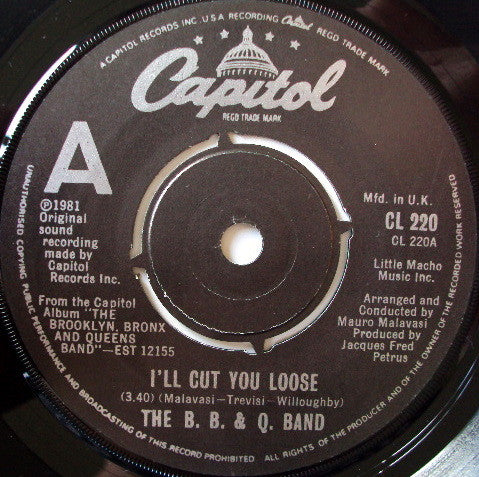 A CAPITOL RECORDS INC. U.S.A RECORDING Capitol REGD TRADE MARK
Capitol
REGD TRADE MARK
A
℗1981
Original
sound
recording
made by
Capitol
Records Inc.
From the Capitol
Album "THE
BROOKLYN, BRONX
AND QUEENS
BAND"—EST 12155
Mfd. in U.K.
CL 220
CL 220A
Little Macho
Music Inc.
Arranged and
Conducted by
Mauro Malavasi
Produced by
Jacques Fred
Petrus
I'LL CUT YOU LOOSE
(3.40) (Malavasi–Trevisi–Willoughby)
THE B. B. & Q. BAND
UNAUTHORISED COPYING PUBLIC PERFORMANCE AND BROADCASTING OF THIS RECORD PROHIBITED. ALL RIGHTS OF THE PRODUCER AND OF THE OWNER OF THE RECORDED WORK RESERVED